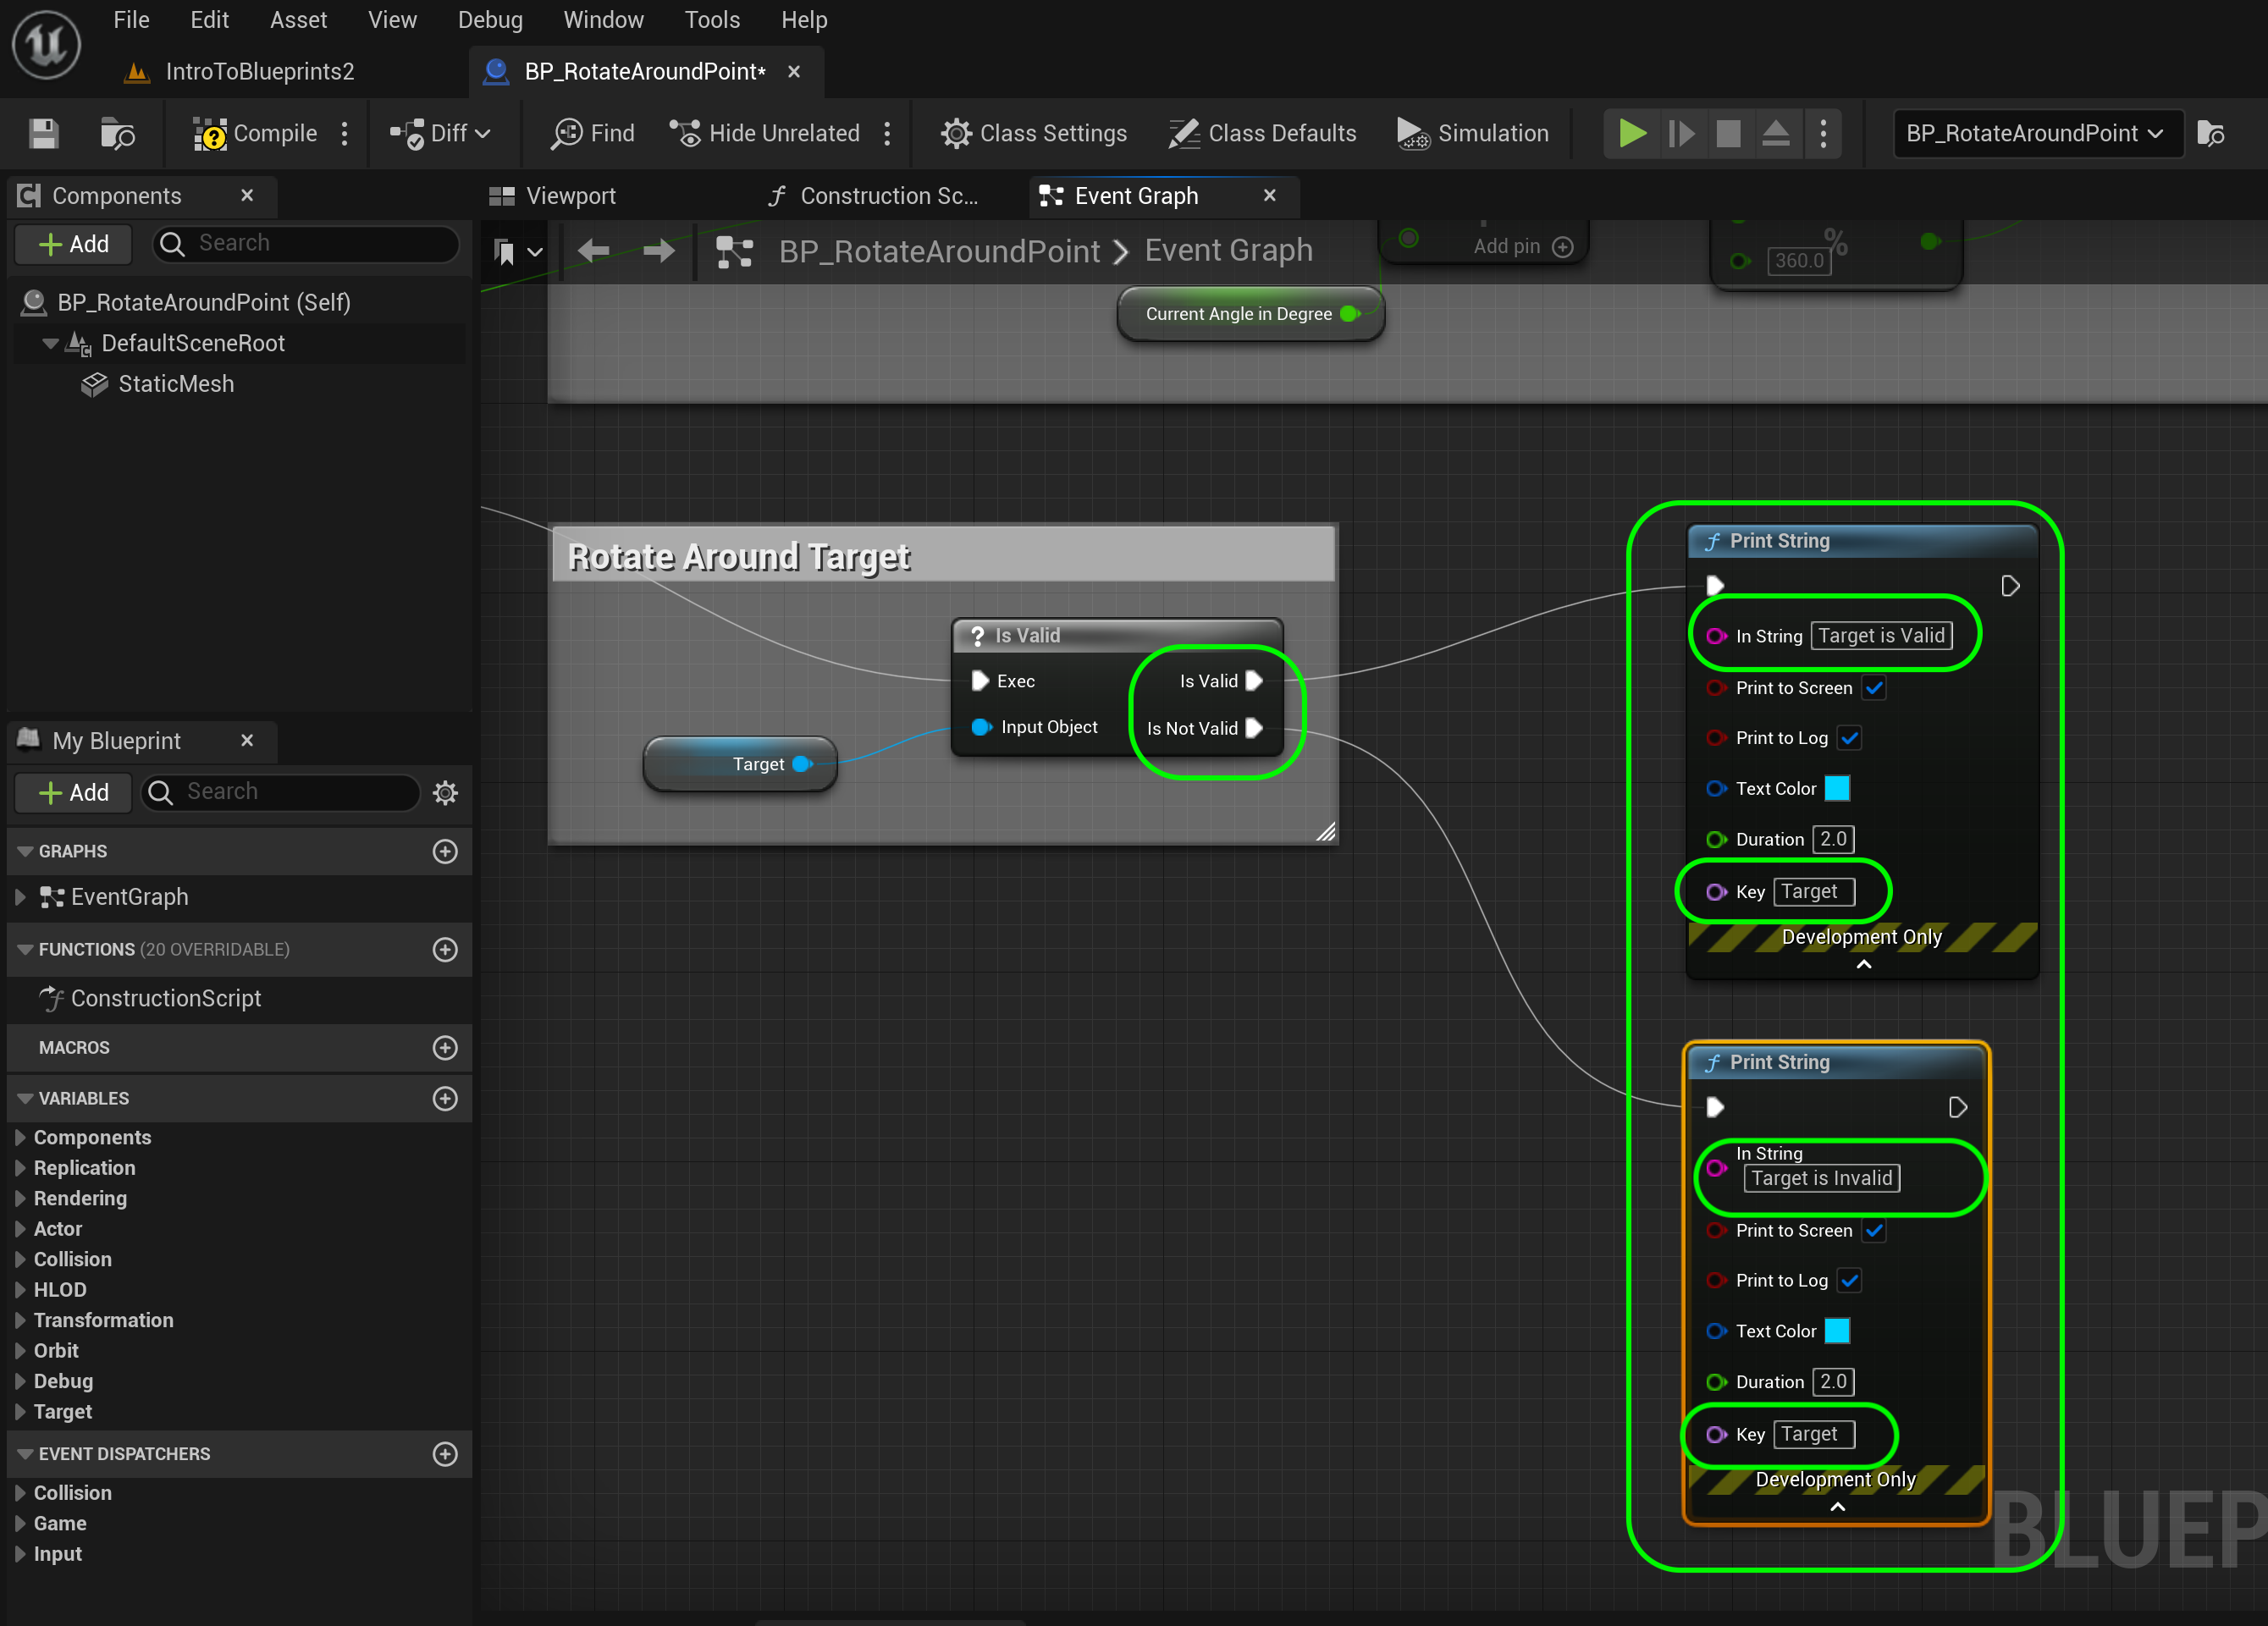 File Edit Asset View Debug Window Tools Help
IntroToBlueprints2
BP_RotateAroundPoint*
Compile
Diff
Find
Hide Unrelated
Class Settings
Class Defaults
Simulation
BP_RotateAroundPoint
Components
Add
Search
BP_RotateAroundPoint (Self)
DefaultSceneRoot
StaticMesh
My Blueprint
Add
Search
GRAPHS
EventGraph
FUNCTIONS (20 OVERRIDABLE)
ConstructionScript
MACROS
VARIABLES
Components
Replication
Rendering
Actor
Collision
HLOD
Transformation
Orbit
Debug
Target
EVENT DISPATCHERS
Collision
Game
Input
Viewport
Construction Sc...
Event Graph
BP_RotateAroundPoint > Event Graph
Add pin
%
360.0
Current Angle in Degree
Rotate Around Target
? Is Valid
Exec
Is Valid
Input Object
Is Not Valid
Target
f Print String
In String Target is Valid
Print to Screen
Print to Log
Text Color
Duration 2.0
Key Target
Development Only
f Print String
In String
Target is Invalid
Print to Screen
Print to Log
Text Color
Duration 2.0
Key Target
Development Only
BLUEP